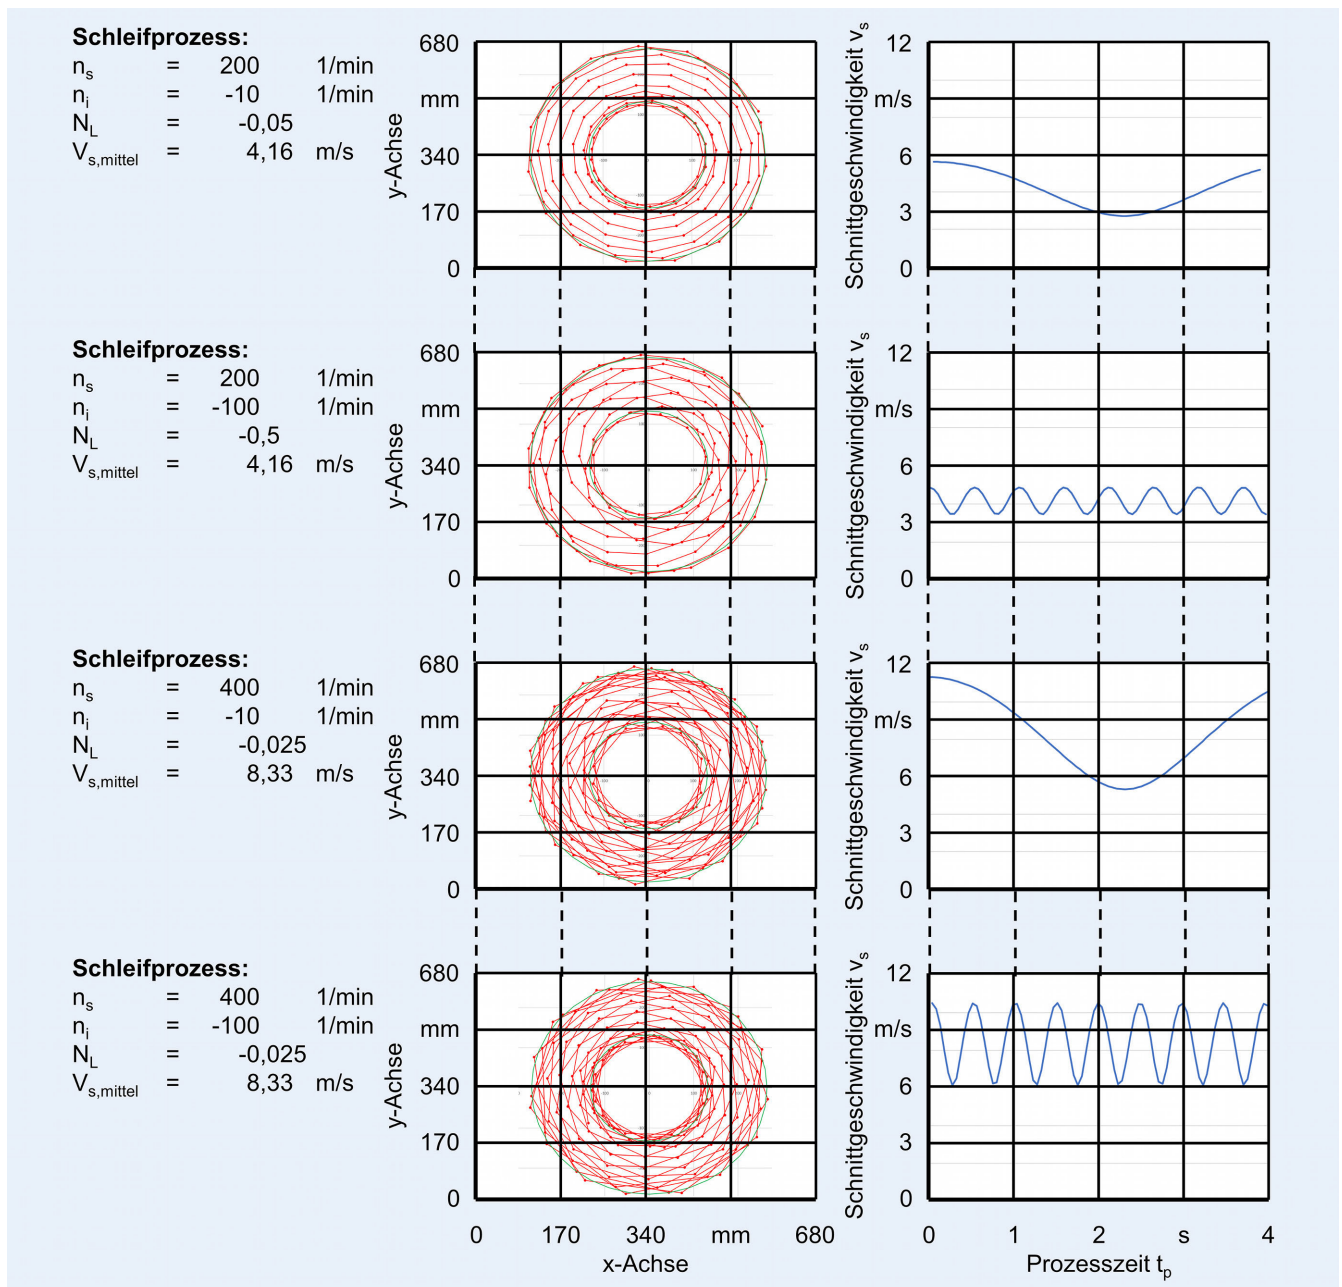 Schleifprozess:
n_s = 200 1/min
n_i = -10 1/min
N_L = -0,05
V_s,mittel = 4,16 m/s
680
mm
340
170
0
y-Achse
12
m/s
6
3
0
Schnittgeschwindigkeit v_s
Schleifprozess:
n_s = 200 1/min
n_i = -100 1/min
N_L = -0,5
V_s,mittel = 4,16 m/s
680
mm
340
170
0
y-Achse
12
m/s
6
3
0
Schnittgeschwindigkeit v_s
Schleifprozess:
n_s = 400 1/min
n_i = -10 1/min
N_L = -0,025
V_s,mittel = 8,33 m/s
680
mm
340
170
0
y-Achse
12
m/s
6
3
0
Schnittgeschwindigkeit v_s
Schleifprozess:
n_s = 400 1/min
n_i = -100 1/min
N_L = -0,025
V_s,mittel = 8,33 m/s
680
mm
340
170
0
y-Achse
12
m/s
6
3
0
Schnittgeschwindigkeit v_s
0 170 340 mm 680
x-Achse
0 1 2 s 4
Prozesszeit t_p